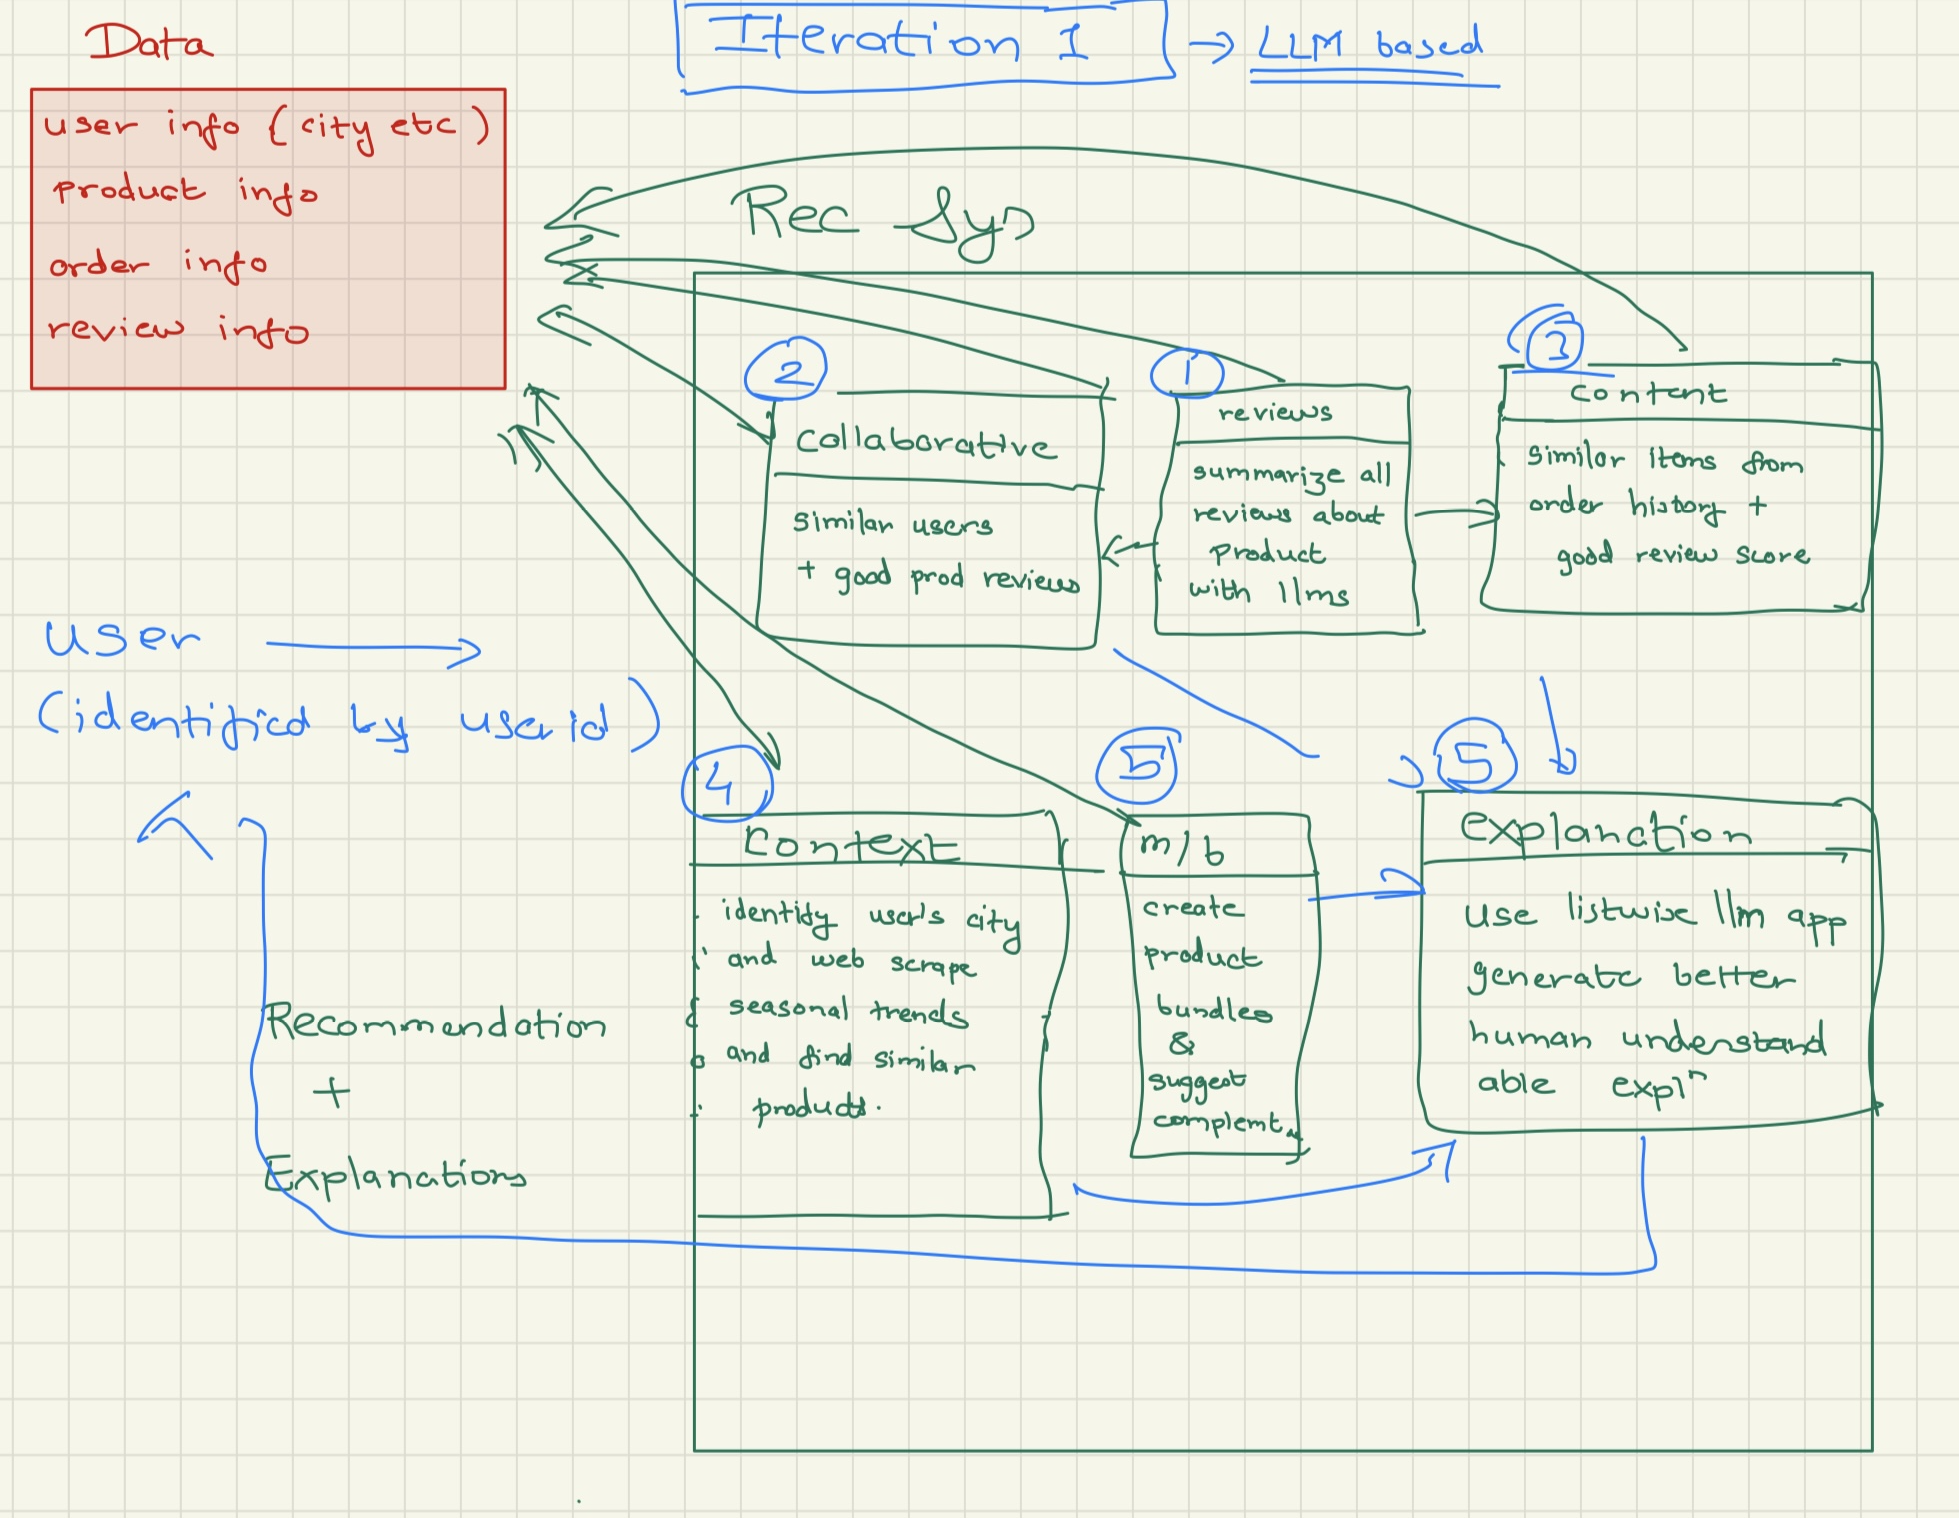 Data
Iteration 1 → LLM based
user info (city etc)
product info
order info
review info
Rec Sys
2
collaborative
similar users
+ good prod reviews
1
reviews
summarize all
reviews about
product
with llms
3
content
similar items from
order history +
good review score
user →
(identified by userid)
4
context
identify user's city
and web scrape
seasonal trends
and find similar
products.
5
m/b
create
product
bundles
&
suggest
complemt
5
explanation
use listwise llm app
generate better
human understand
able expln
Recommendation
+
Explanations